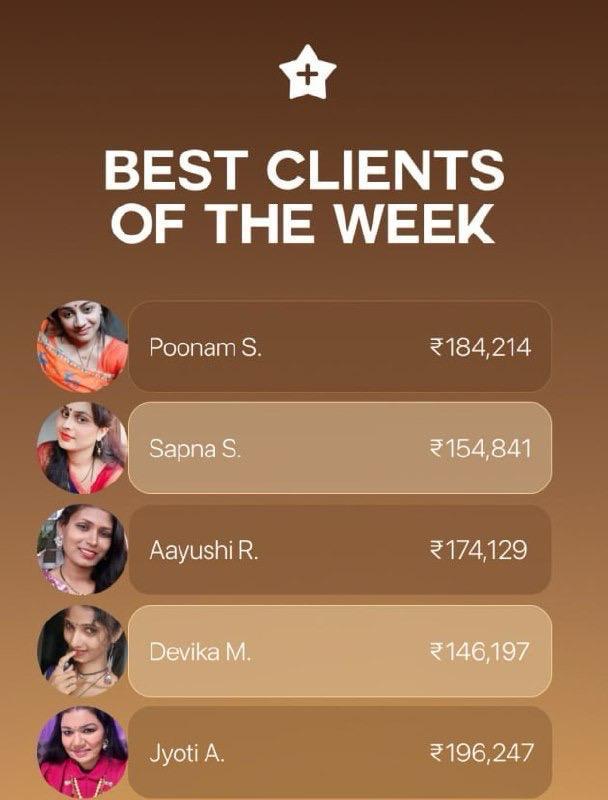 BEST CLIENTS
OF THE WEEK
Poonam S. ₹184,214
Sapna S. ₹154,841
Aayushi R. ₹174,129
Devika M. ₹146,197
Jyoti A. ₹196,247